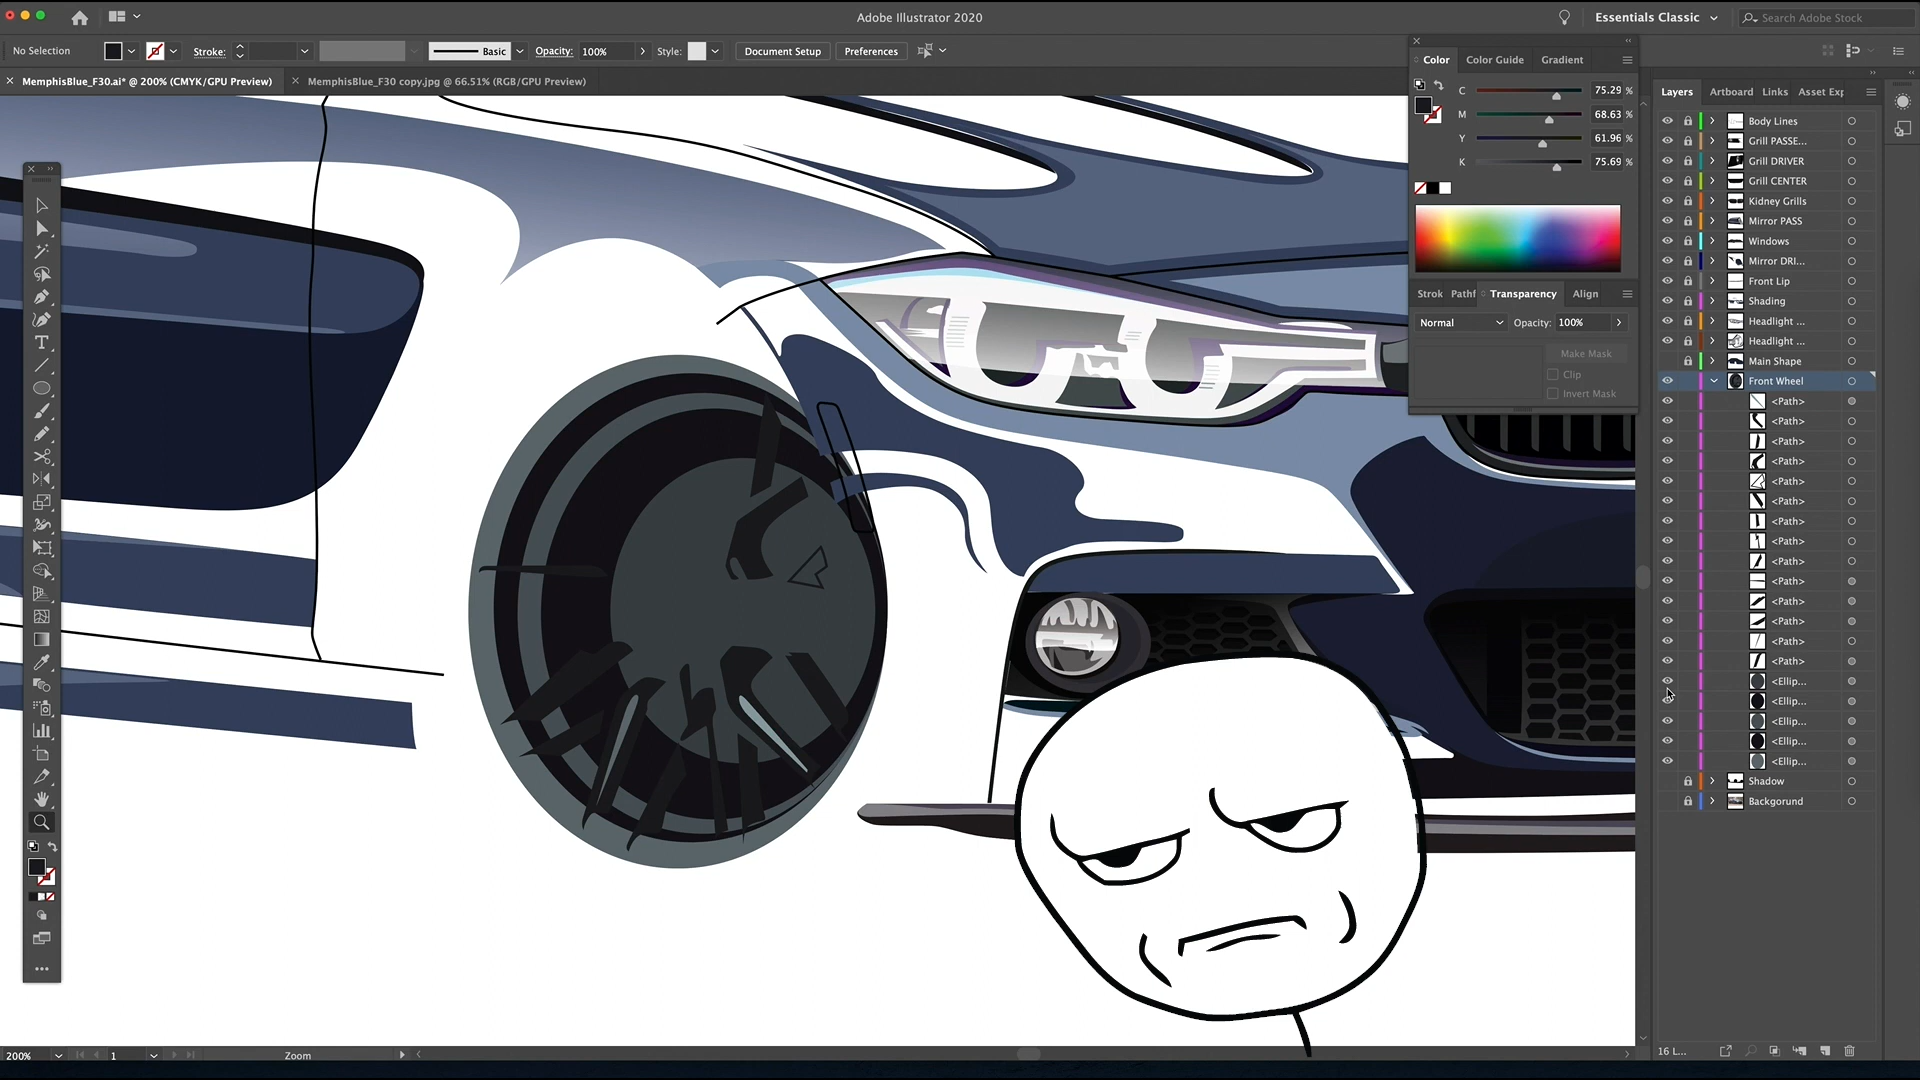 Adobe Illustrator 2020
Essentials Classic
Search Adobe Stock
No Selection
Stroke:
Basic
Opacity:
100%
Style:
Document Setup
Preferences
MemphisBlue_F30.ai* @ 200% (CMYK/GPU Preview)
MemphisBlue_F30 copy.jpg @ 66.51% (RGB/GPU Preview)
Color
Color Guide
Gradient
C
75.29 %
M
68.63 %
Y
61.96 %
K
75.69 %
Strok
Pathf
Transparency
Align
Normal
Opacity:
100%
Make Mask
Clip
Invert Mask
Layers
Artboard
Links
Asset Exp
Body Lines
Grill PASSE...
Grill DRIVER
Grill CENTER
Kidney Grills
Mirror PASS
Windows
Mirror DRI...
Front Lip
Shading
Headlight ...
Headlight ...
Main Shape
Front Wheel
<Path>
<Path>
<Path>
<Path>
<Path>
<Path>
<Path>
<Path>
<Path>
<Path>
<Path>
<Path>
<Path>
<Path>
<Ellip...
<Ellip...
<Ellip...
<Ellip...
<Ellip...
Shadow
Backgorund
16 L...
200%
1
Zoom